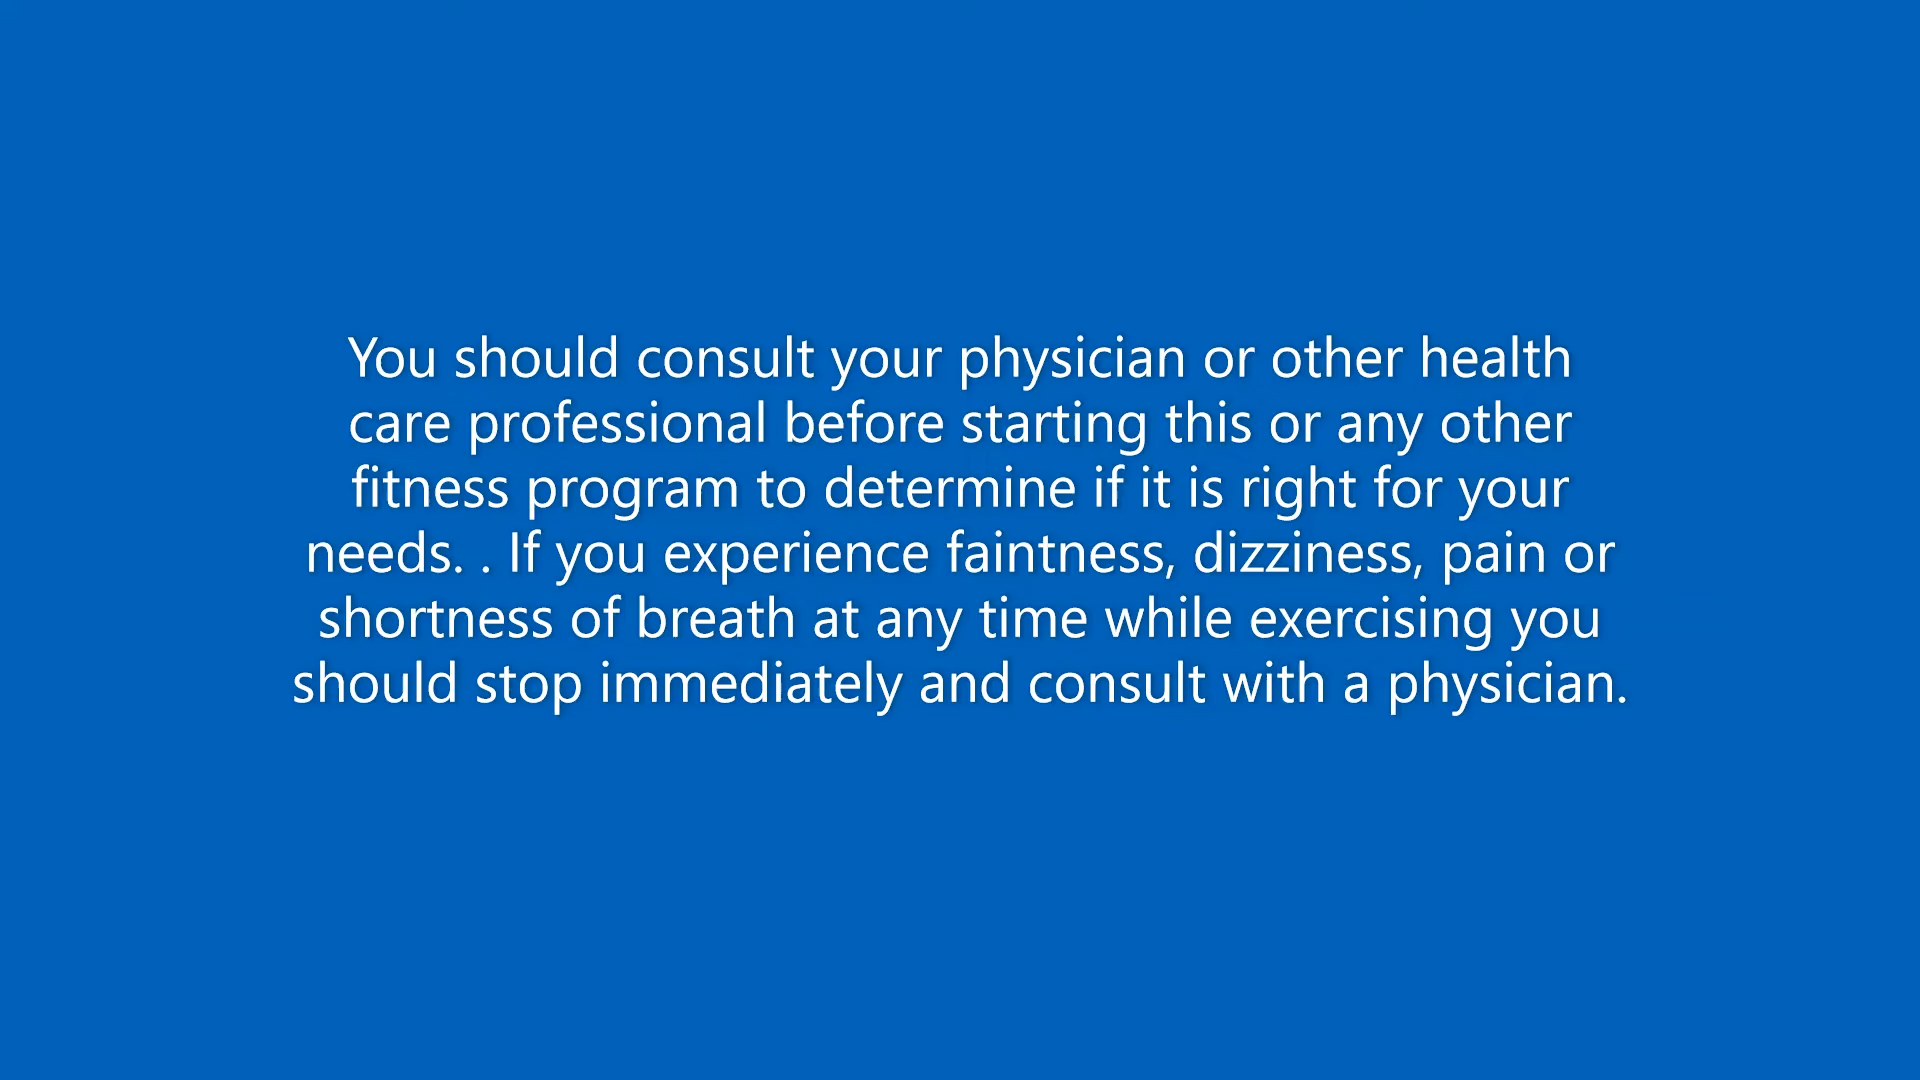 You should consult your physician or other health
care professional before starting this or any other
fitness program to determine if it is right for your
needs. . If you experience faintness, dizziness, pain or
shortness of breath at any time while exercising you
should stop immediately and consult with a physician.